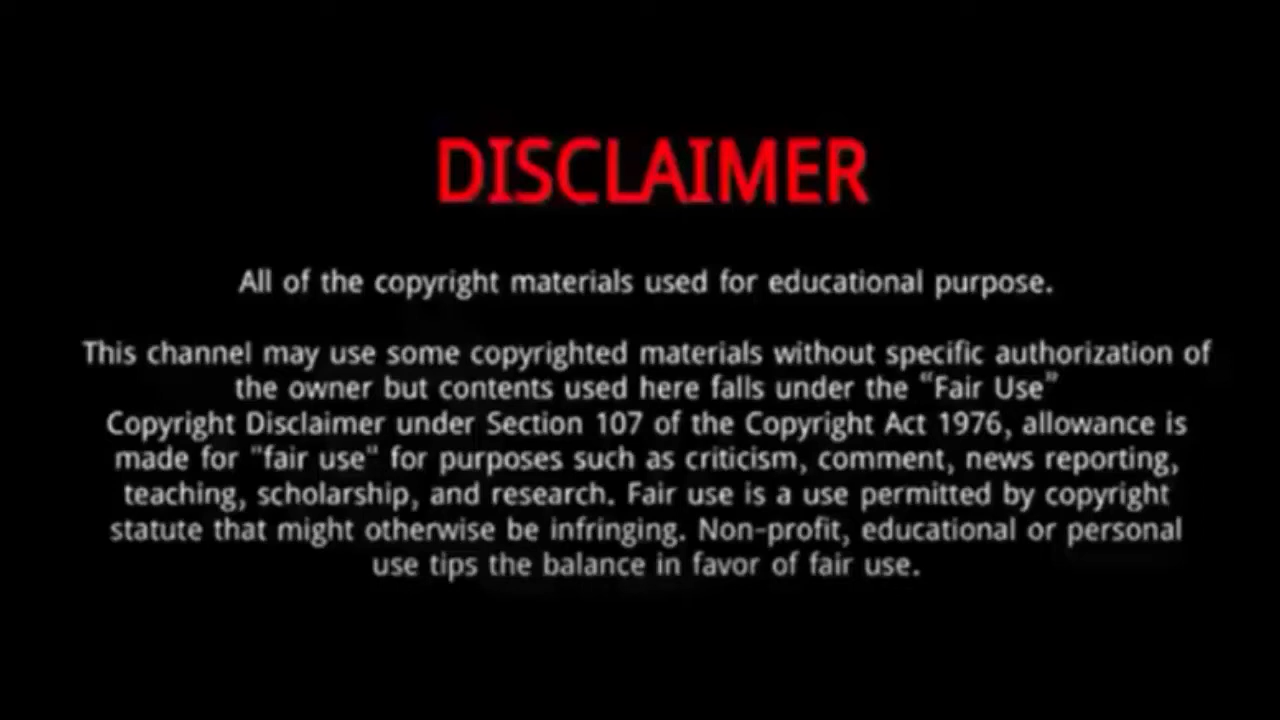 DISCLAIMER
All of the copyright materials used for educational purpose.
This channel may use some copyrighted materials without specific authorization of
the owner but contents used here falls under the “Fair Use”
Copyright Disclaimer under Section 107 of the Copyright Act 1976, allowance is
made for "fair use" for purposes such as criticism, comment, news reporting,
teaching, scholarship, and research. Fair use is a use permitted by copyright
statute that might otherwise be infringing. Non-profit, educational or personal
use tips the balance in favor of fair use.